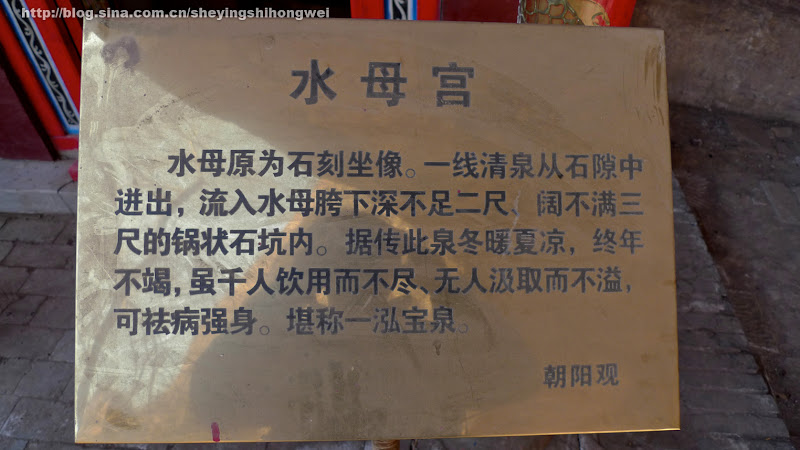 http://blog.sina.com.cn/sheyingshihongwei
水母宫
水母原为石刻坐像。一线清泉从石隙中
迸出，流入水母胯下深不足二尺、阔不满三
尺的锅状石坑内。据传此泉冬暖夏凉，终年
不竭，虽千人饮用而不尽、无人汲取而不溢，
可祛病强身。堪称一泓宝泉。
朝阳观